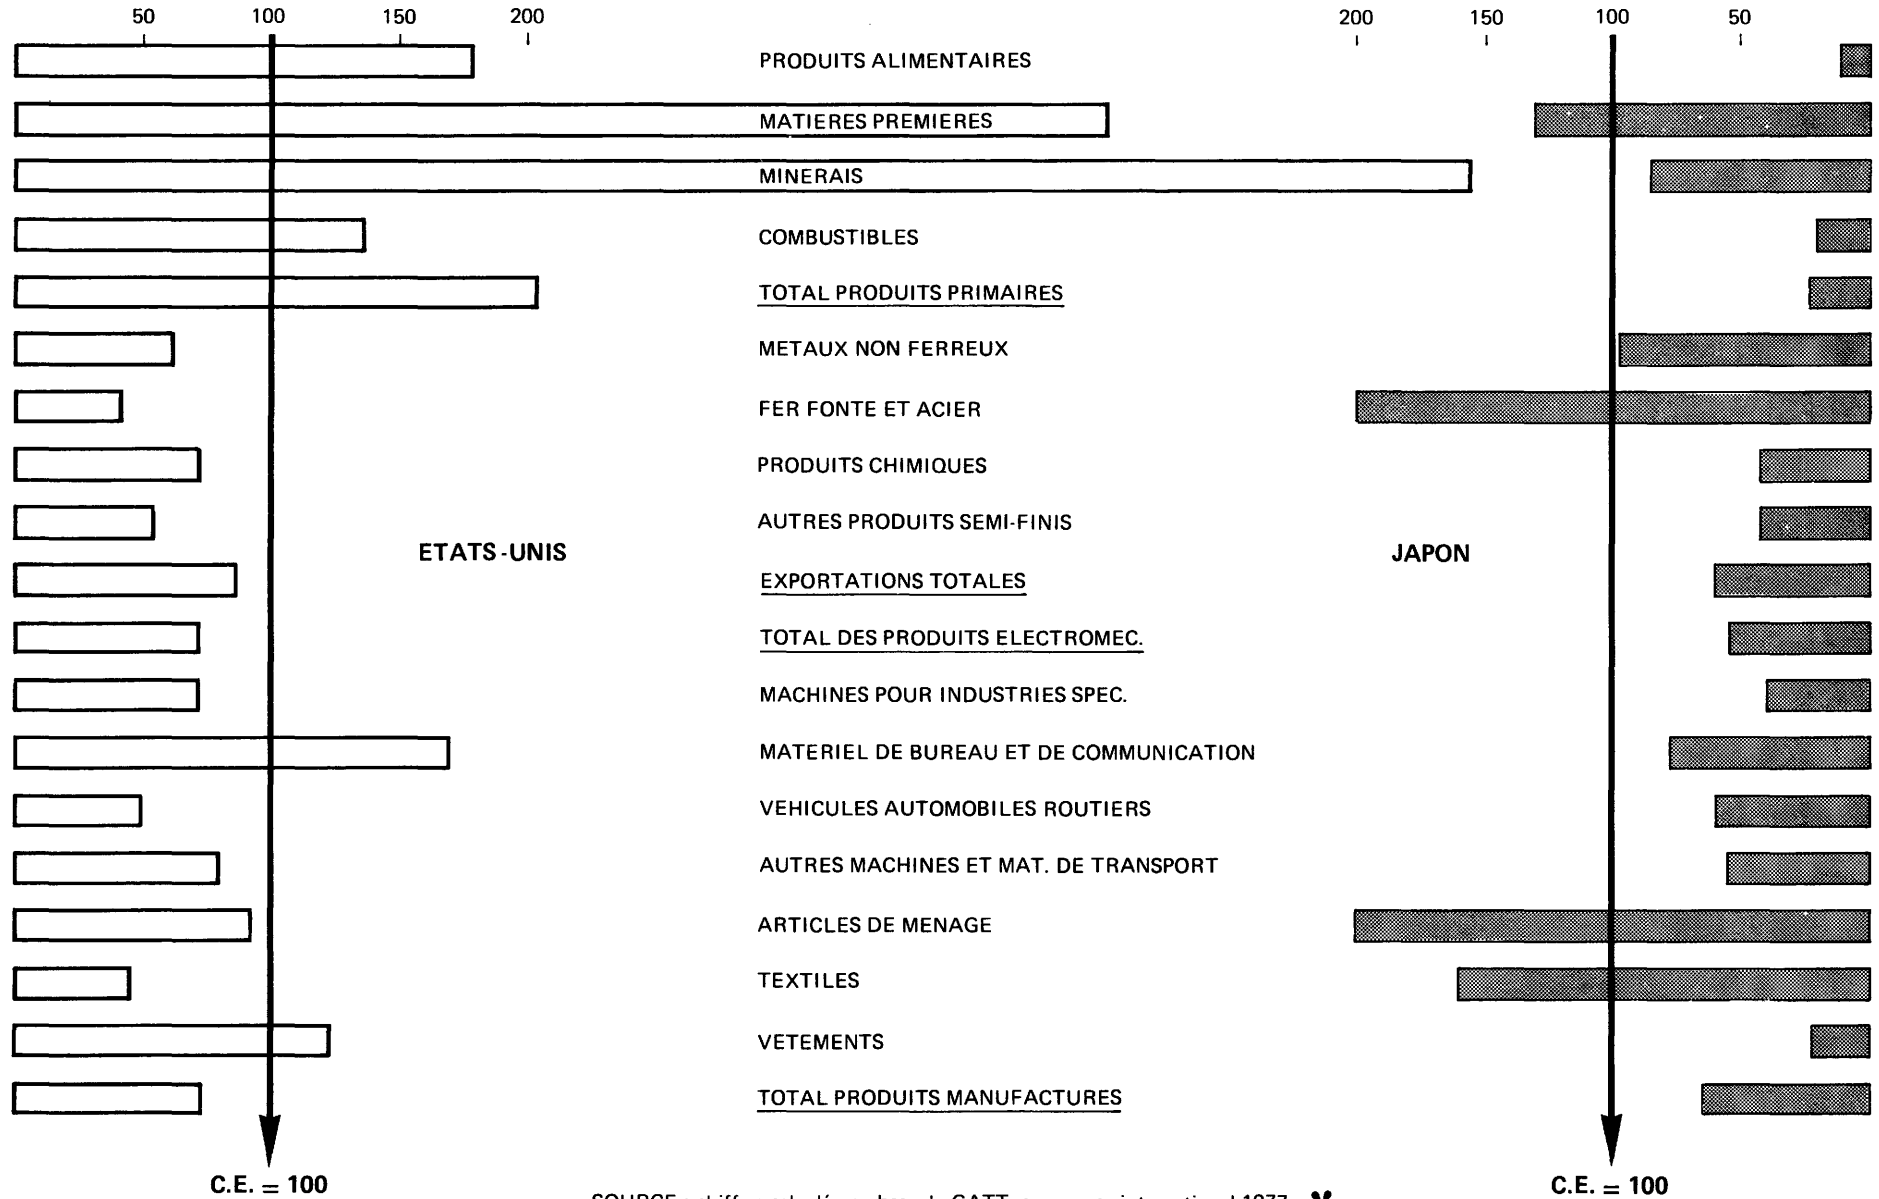 50 100 150 200 200 150 100 50
PRODUITS ALIMENTAIRES
MATIERES PREMIERES
MINERAIS
COMBUSTIBLES
TOTAL PRODUITS PRIMAIRES
METAUX NON FERREUX
FER FONTE ET ACIER
PRODUITS CHIMIQUES
AUTRES PRODUITS SEMI-FINIS
ETATS-UNIS JAPON
EXPORTATIONS TOTALES
TOTAL DES PRODUITS ELECTROMEC.
MACHINES POUR INDUSTRIES SPEC.
MATERIEL DE BUREAU ET DE COMMUNICATION
VEHICULES AUTOMOBILES ROUTIERS
AUTRES MACHINES ET MAT. DE TRANSPORT
ARTICLES DE MENAGE
TEXTILES
VETEMENTS
TOTAL PRODUITS MANUFACTURES
C.E. = 100 C.E. = 100